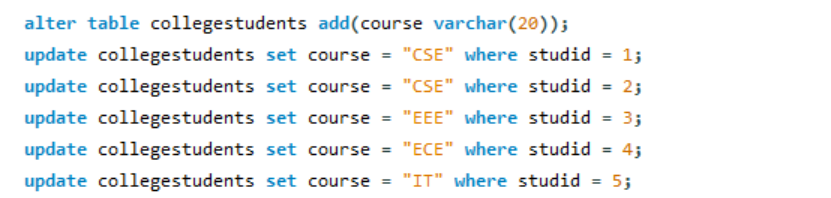 alter table collegestudents add(course varchar(20));
update collegestudents set course = "CSE" where studid = 1;
update collegestudents set course = "CSE" where studid = 2;
update collegestudents set course = "EEE" where studid = 3;
update collegestudents set course = "ECE" where studid = 4;
update collegestudents set course = "IT" where studid = 5;